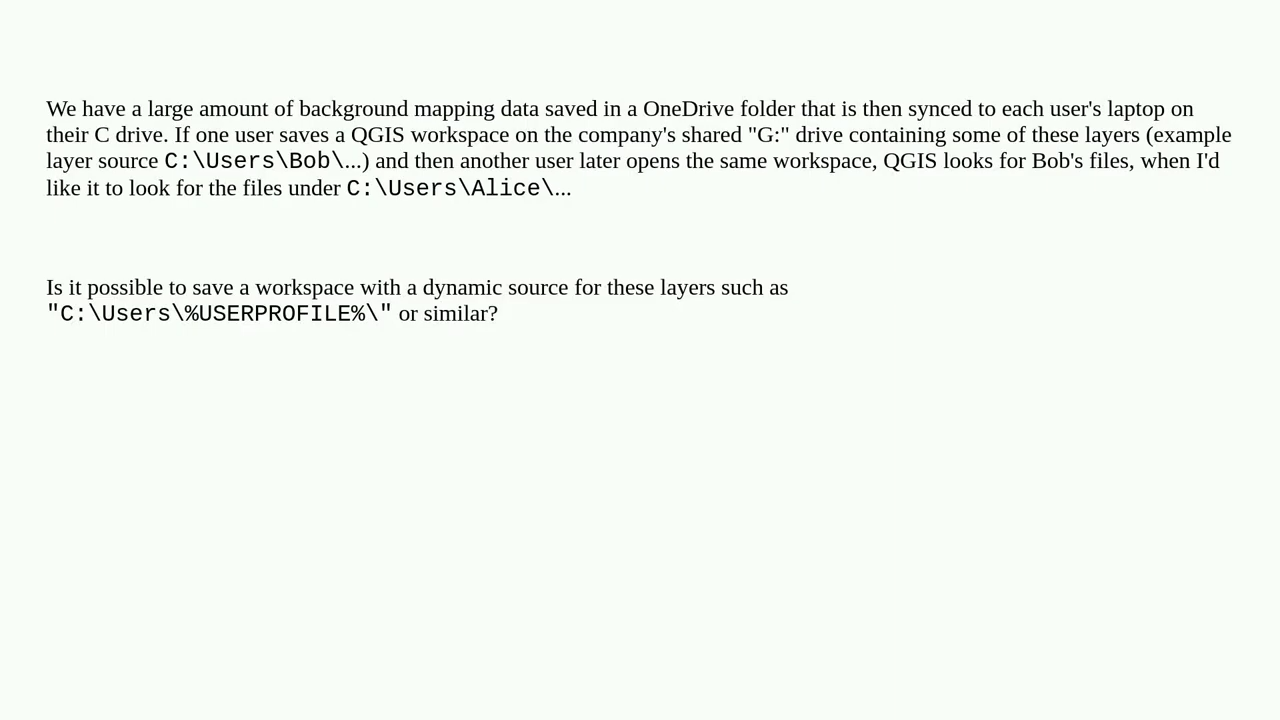 We have a large amount of background mapping data saved in a OneDrive folder that is then synced to each user's laptop on
their C drive. If one user saves a QGIS workspace on the company's shared "G:" drive containing some of these layers (example
layer source C:\Users\Bob\...) and then another user later opens the same workspace, QGIS looks for Bob's files, when I'd
like it to look for the files under C:\Users\Alice\...
Is it possible to save a workspace with a dynamic source for these layers such as
"C:\Users\%USERPROFILE%\" or similar?